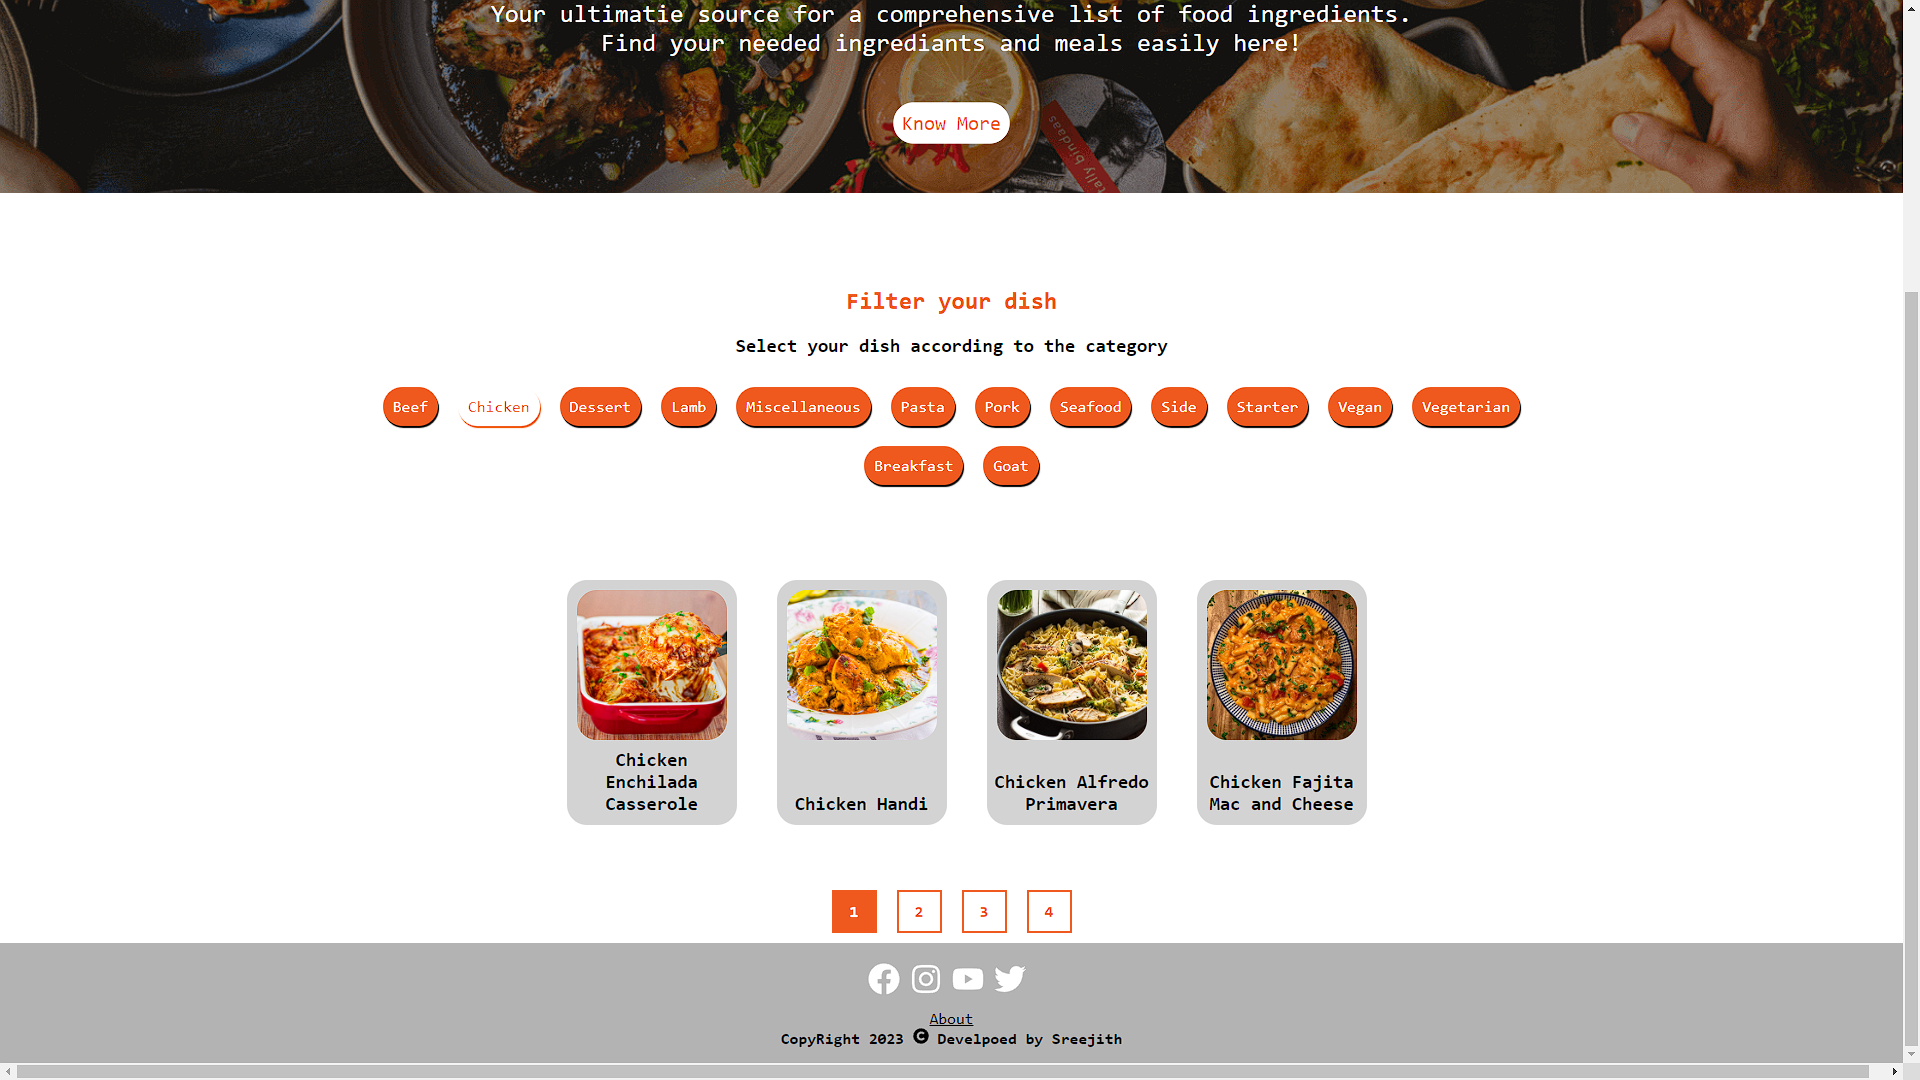 Your ultimatie source for a comprehensive list of food ingredients.
Find your needed ingrediants and meals easily here!
tally bindaas
Know More
Filter your dish
Select your dish according to the category
Beef Chicken Dessert Lamb Miscellaneous Pasta Pork Seafood Side Starter Vegan Vegetarian
Breakfast Goat
Chicken
Enchilada
Casserole
Chicken Handi
Chicken Alfredo
Primavera
Chicken Fajita
Mac and Cheese
1 2 3 4
About
CopyRight 2023 © Develpoed by Sreejith